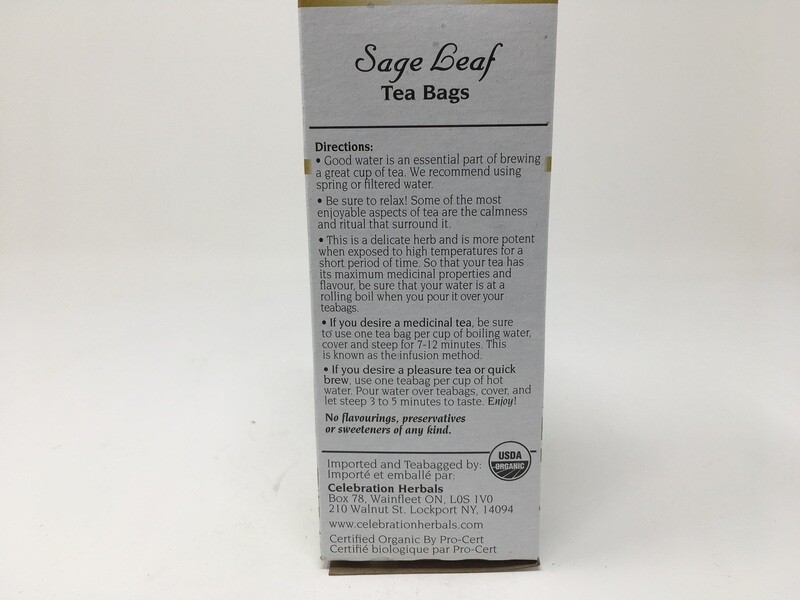 Sage Leaf
Tea Bags
Directions:
• Good water is an essential part of brewing
a great cup of tea. We recommend using
spring or filtered water.
• Be sure to relax! Some of the most
enjoyable aspects of tea are the calmness
and ritual that surround it.
• This is a delicate herb and is more potent
when exposed to high temperatures for a
short period of time. So that your tea has
its maximum medicinal properties and
flavour, be sure that your water is at a
rolling boil when you pour it over your
teabags.
• If you desire a medicinal tea, be sure
to use one tea bag per cup of boiling water,
cover and steep for 7-12 minutes. This
is known as the infusion method.
• If you desire a pleasure tea or quick
brew, use one teabag per cup of hot
water. Pour water over teabags, cover, and
let steep 3 to 5 minutes to taste. Enjoy!
No flavourings, preservatives
or sweeteners of any kind.
USDA
ORGANIC
Imported and Teabagged by:
Importé et emballé par:
Celebration Herbals
Box 78, Wainfleet ON, L0S 1V0
210 Walnut St. Lockport NY, 14094
www.celebrationherbals.com
Certified Organic By Pro-Cert
Certifié biologique par Pro-Cert